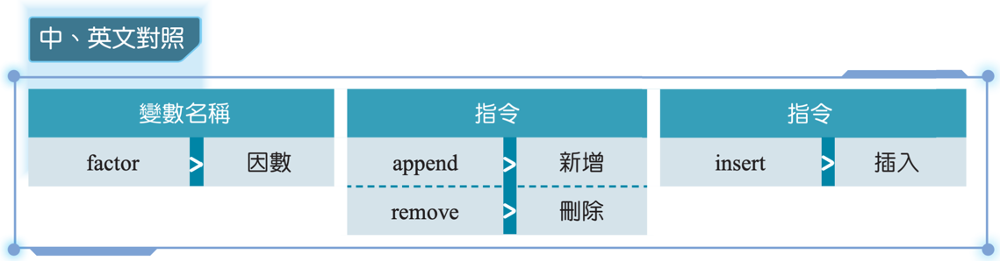 中、英文對照
變數名稱 指令 指令
factor > 因數 append > 新增 insert > 插入
remove > 刪除